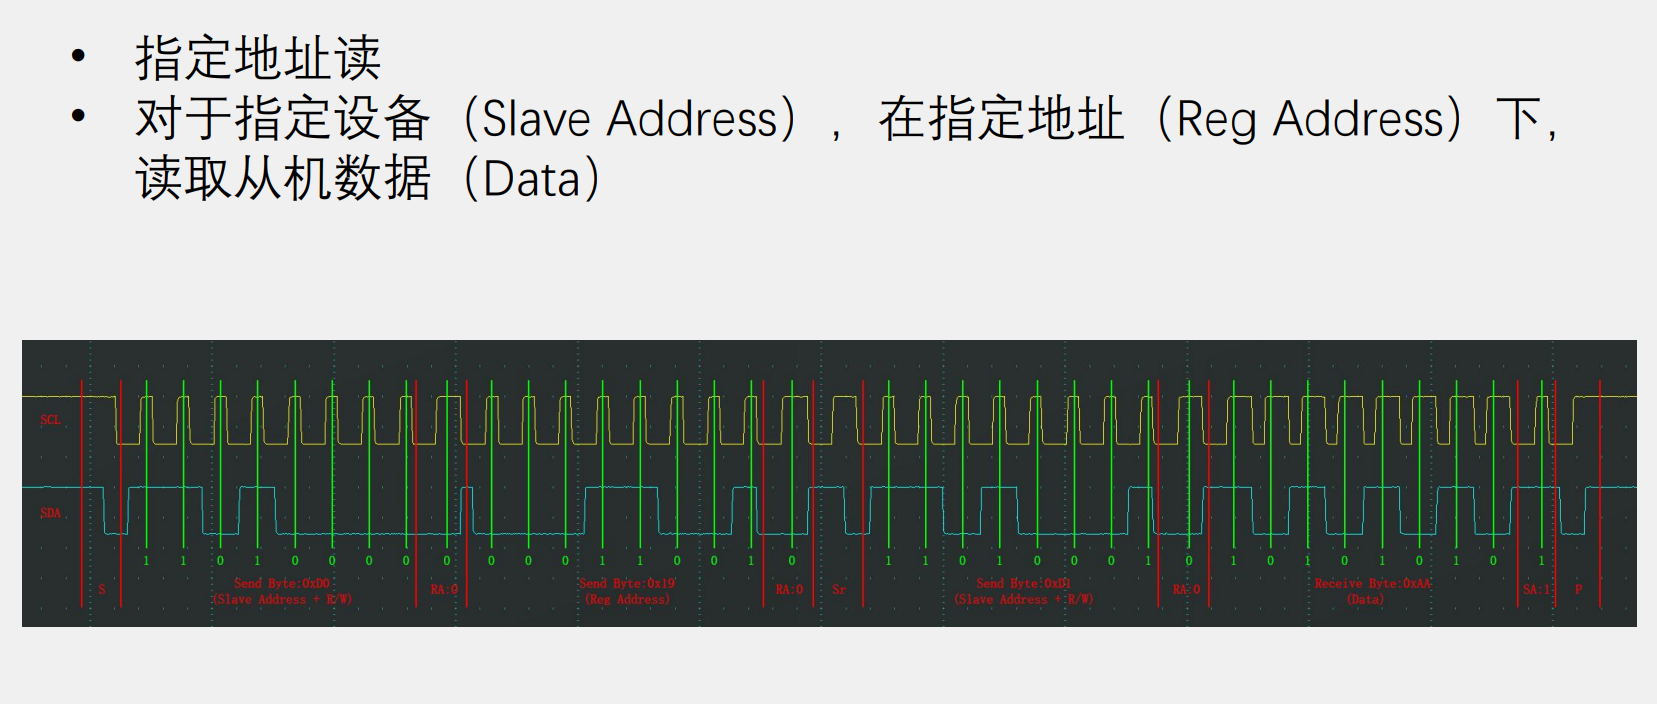 • 指定地址读
• 对于指定设备（Slave Address），在指定地址（Reg Address）下，
读取从机数据（Data）
SCL
SDA
1 1 0 1 0 0 0 0 0 0 0 0 1 1 0 0 1 0 1 1 0 1 0 0 0 1 0 1 0 1 0 1 0 1 0 1
S Send Byte:0xD0 RA:0 Send Byte:0x19 RA:0 Sr Send Byte:0xD1 RA:0 Receive Byte:0xAA SA:1 P
(Slave Address + R/W) (Reg Address) (Slave Address + R/W) (Data)